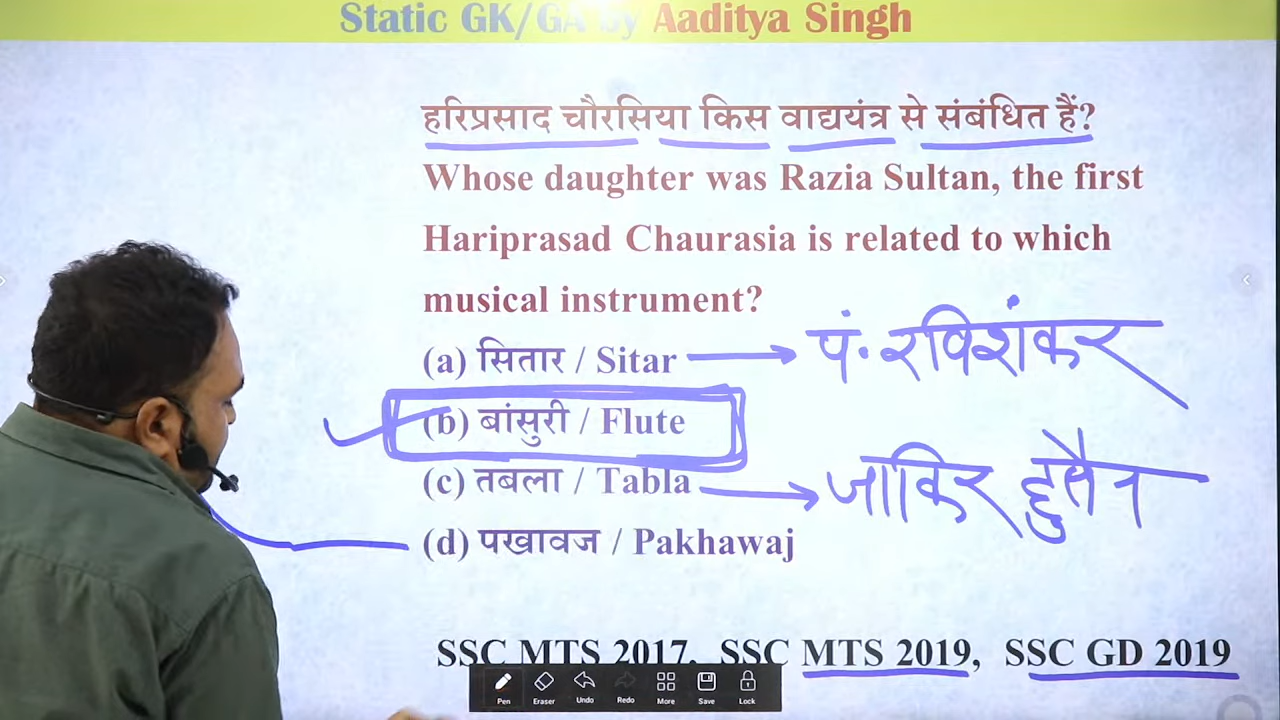 Static GK/GA by Aaditya Singh
हरिप्रसाद चौरसिया किस वाद्ययंत्र से संबंधित हैं?
Whose daughter was Razia Sultan, the first
Hariprasad Chaurasia is related to which
musical instrument?
(a) सितार / Sitar → पं. रविशंकर
(b) बांसुरी / Flute
(c) तबला / Tabla → जाकिर हुसैन
(d) पखावज / Pakhawaj
SSC MTS 2017, SSC MTS 2019, SSC GD 2019
Pen Eraser Undo Redo More Save Lock